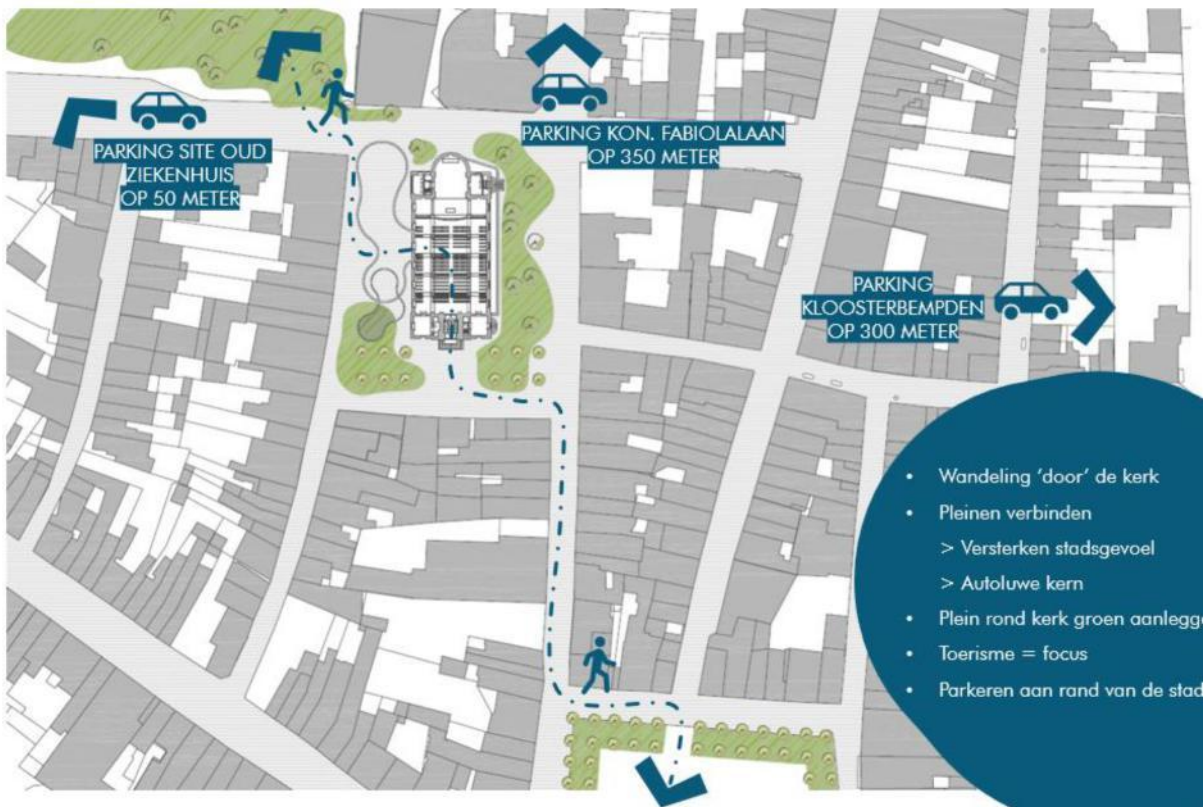 PARKING SITE OUD
ZIEKENHUIS
OP 50 METER
PARKING KON. FABIOLALAAN
OP 350 METER
PARKING
KLOOSTERBEMPDEN
OP 300 METER
• Wandeling ‘door’ de kerk
• Pleinen verbinden
> Versterken stadsgevoel
> Autoluwe kern
• Plein rond kerk groen aanlegge
• Toerisme = focus
• Parkeren aan rand van de stad